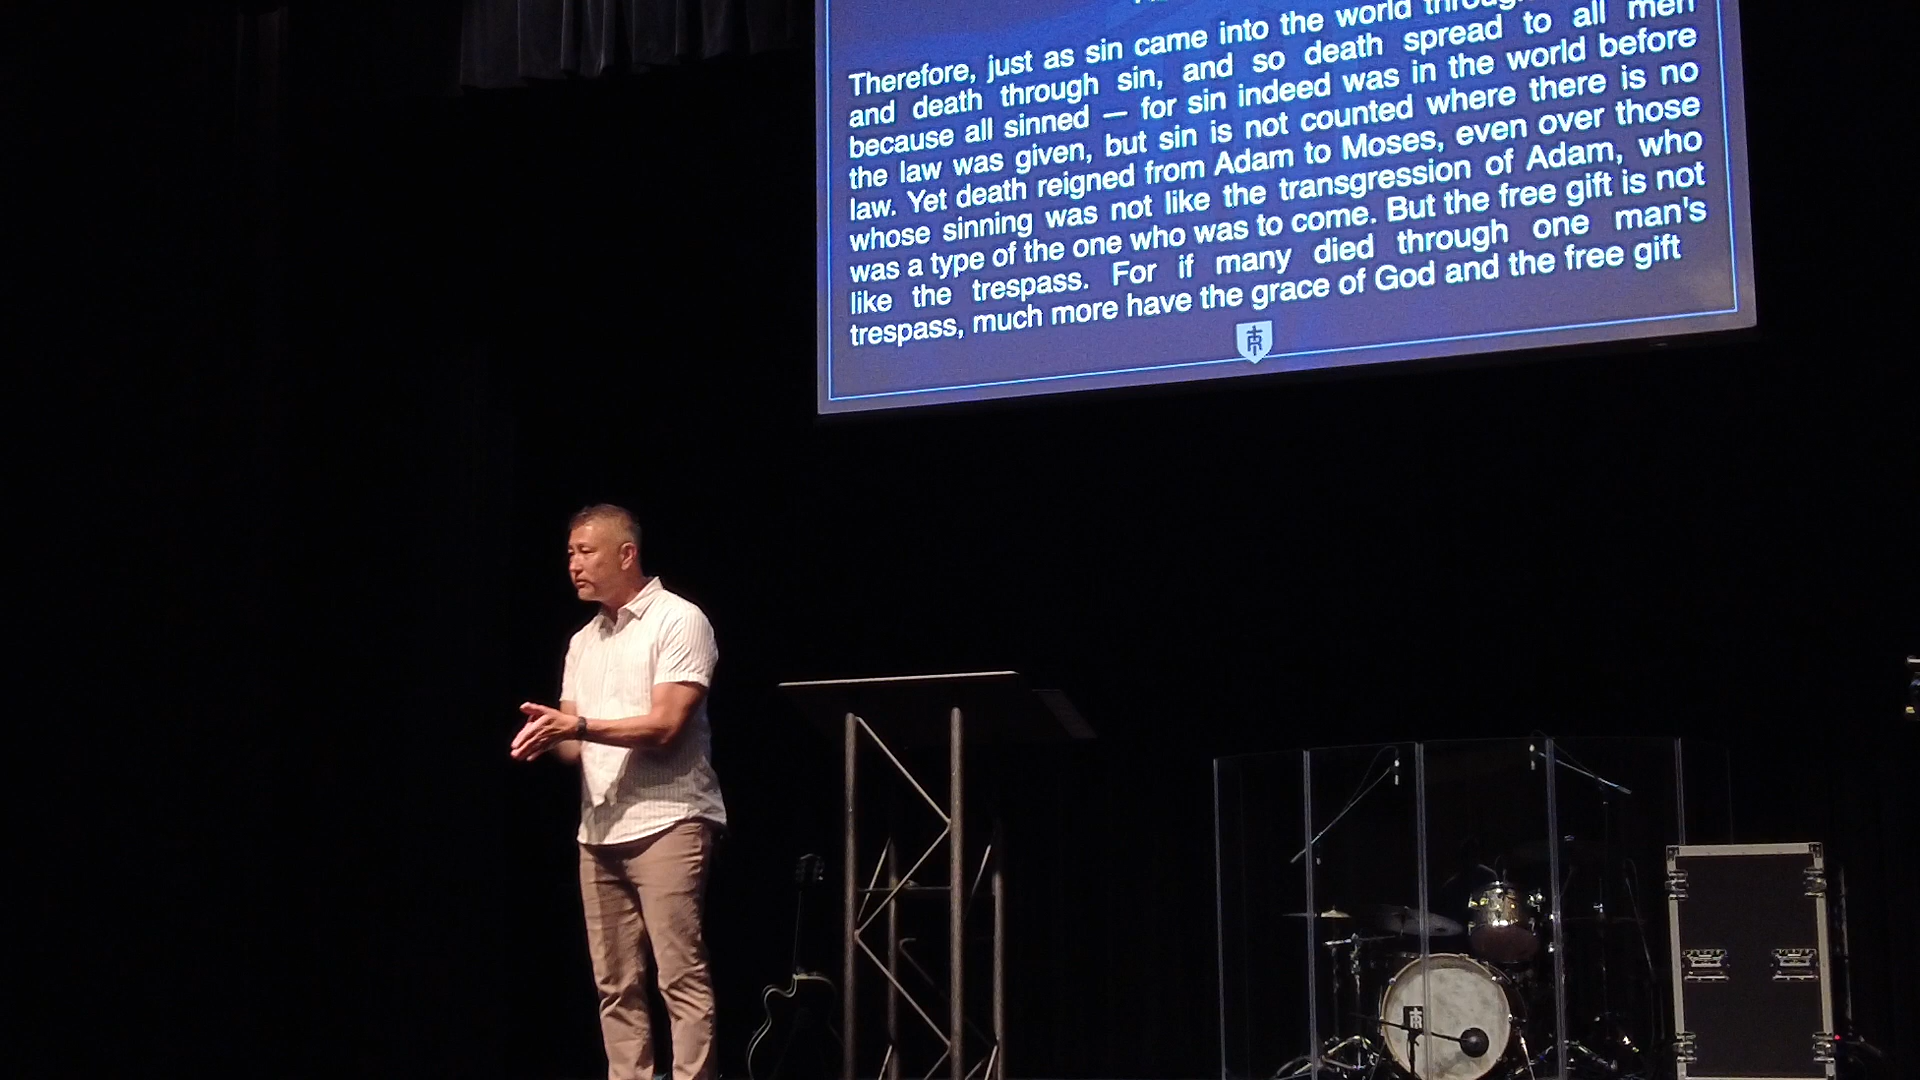 Therefore, just as sin came into the world through
and death through sin, and so death spread to all men
because all sinned — for sin indeed was in the world before
the law was given, but sin is not counted where there is no
law. Yet death reigned from Adam to Moses, even over those
whose sinning was not like the transgression of Adam, who
was a type of the one who was to come. But the free gift is not
like the trespass. For if many died through one man's
trespass, much more have the grace of God and the free gift